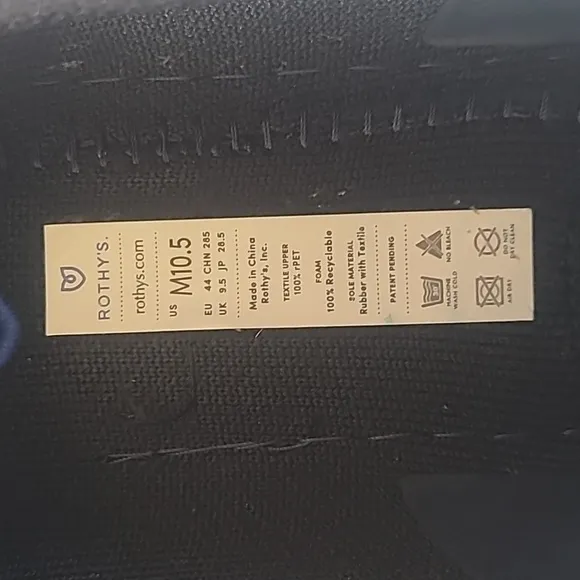 ROTHY'S.
rothys.com
US M10.5
EU 44 CHN 285
UK 9.5 JP 28.5
Made in China
Rothy's, Inc.
TEXTILE UPPER
100% rPET
FOAM
100% Recyclable
SOLE MATERIAL
Rubber with Textile
PATENT PENDING
MACHINE
WASH COLD
NO BLEACH
AIR DRY
DO NOT
DRY CLEAN